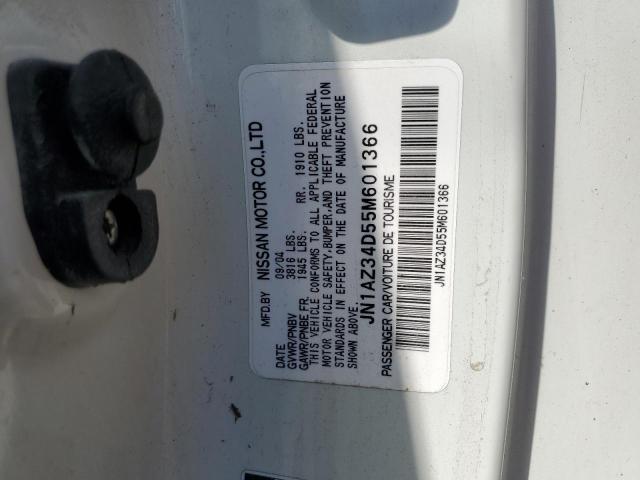 MFD.BY NISSAN MOTOR CO.,LTD
DATE 09/04
GVWR/PNBV 3816 LBS.
GAWR/PNBE FR. 1945 LBS. RR. 1910 LBS.
THIS VEHICLE CONFORMS TO ALL APPLICABLE FEDERAL
MOTOR VEHICLE SAFETY,BUMPER,AND THEFT PREVENTION
STANDARDS IN EFFECT ON THE DATE OF MANUFACTURE
SHOWN ABOVE.
JN1AZ34D55M601366
PASSENGER CAR/VOITURE DE TOURISME
JN1AZ34D55M601366